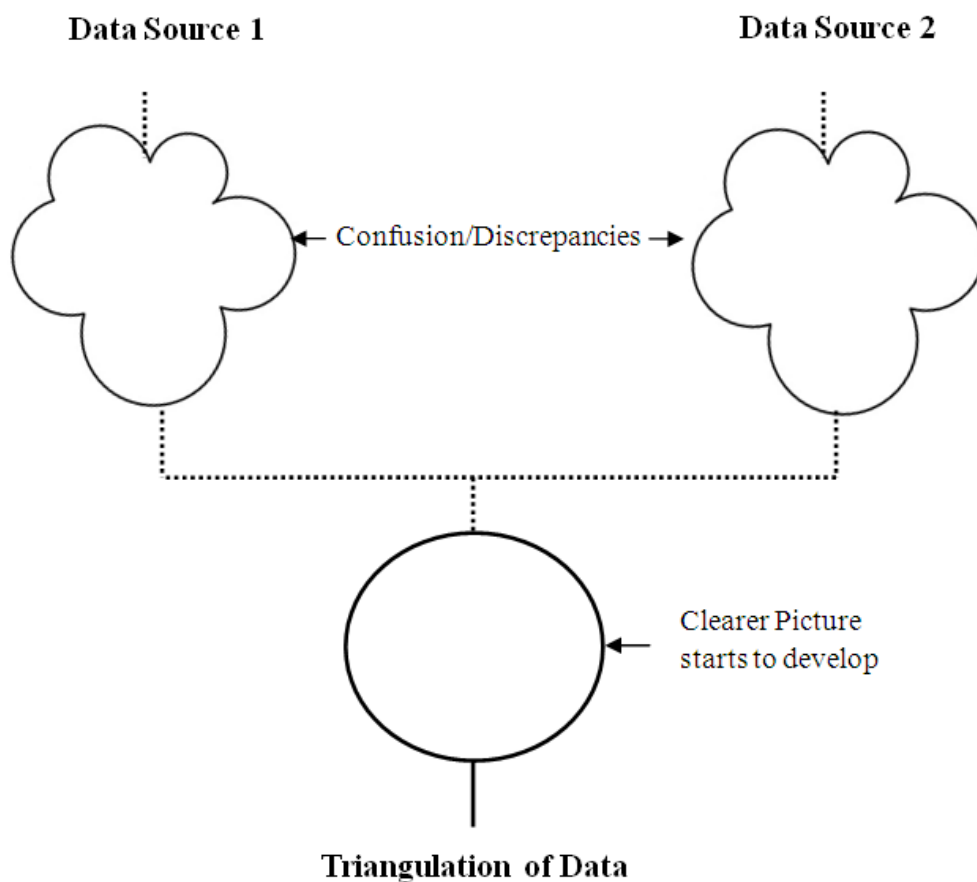 Data Source 1
Data Source 2
Confusion/Discrepancies
Clearer Picture
starts to develop
Triangulation of Data